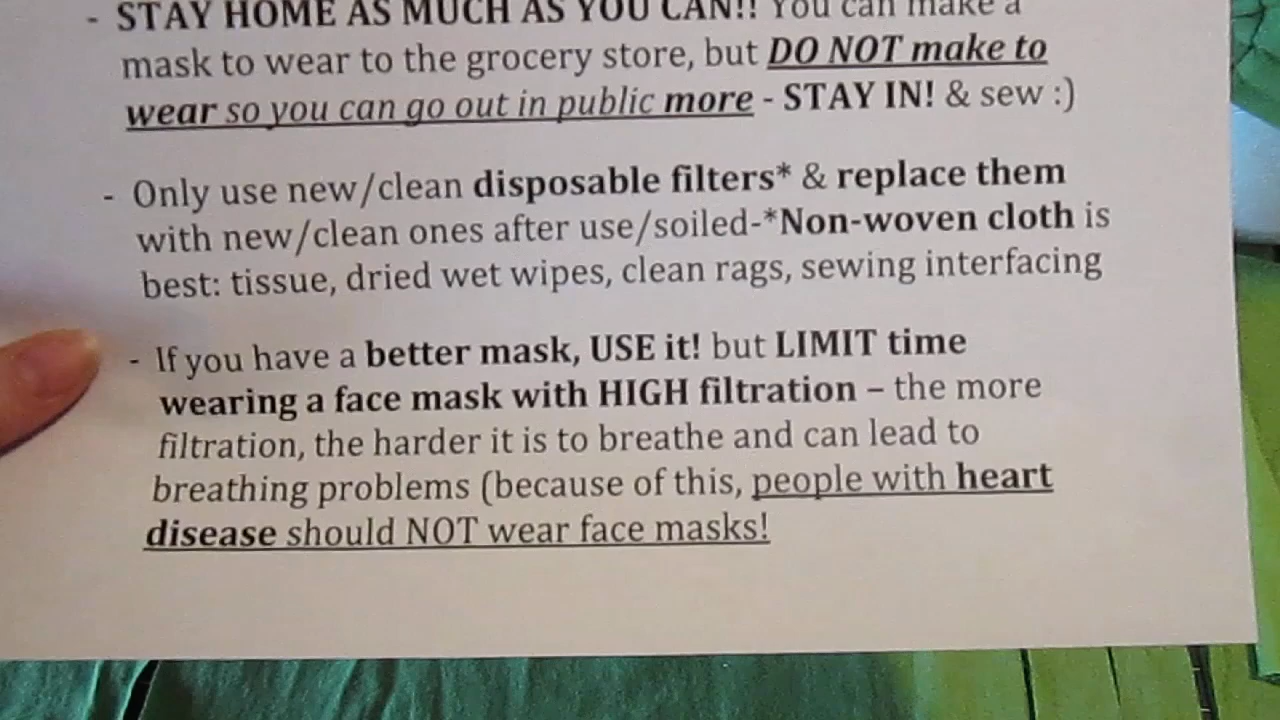 - STAY HOME AS MUCH AS YOU CAN!! You can make a
mask to wear to the grocery store, but DO NOT make to
wear so you can go out in public more - STAY IN! & sew :)
- Only use new/clean disposable filters* & replace them
with new/clean ones after use/soiled-*Non-woven cloth is
best: tissue, dried wet wipes, clean rags, sewing interfacing
- If you have a better mask, USE it! but LIMIT time
wearing a face mask with HIGH filtration – the more
filtration, the harder it is to breathe and can lead to
breathing problems (because of this, people with heart
disease should NOT wear face masks!